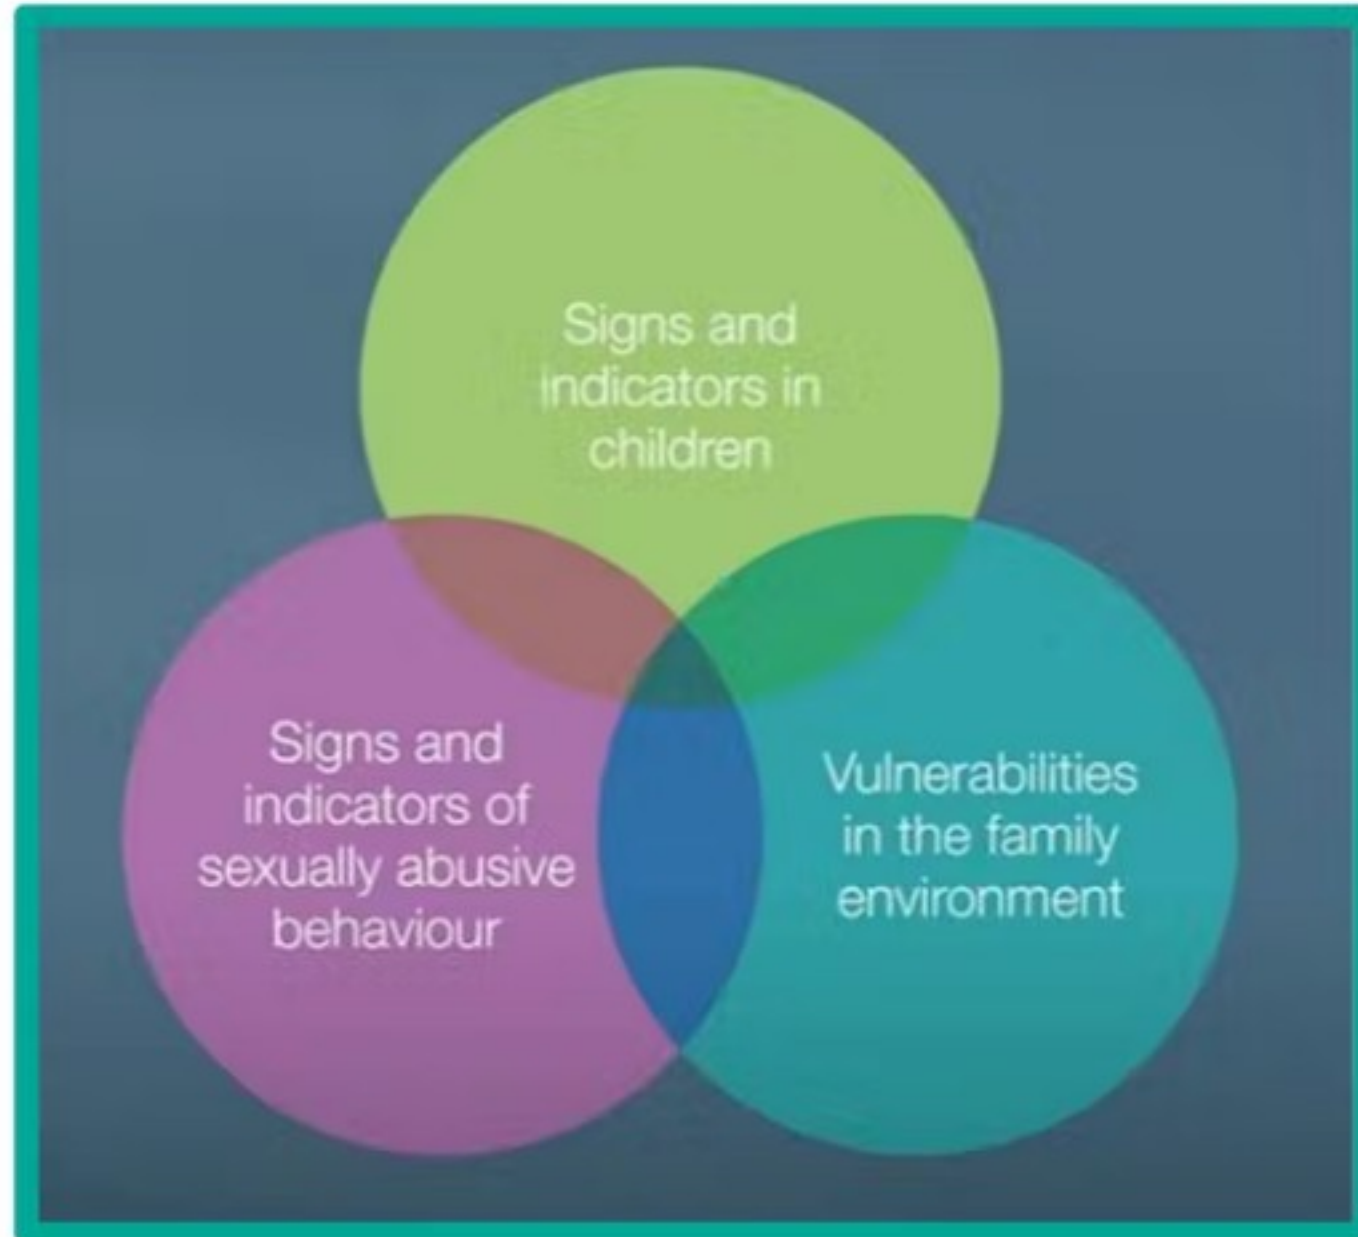 Signs and
indicators in
children
Signs and
indicators of
sexually abusive
behaviour
Vulnerabilities
in the family
environment